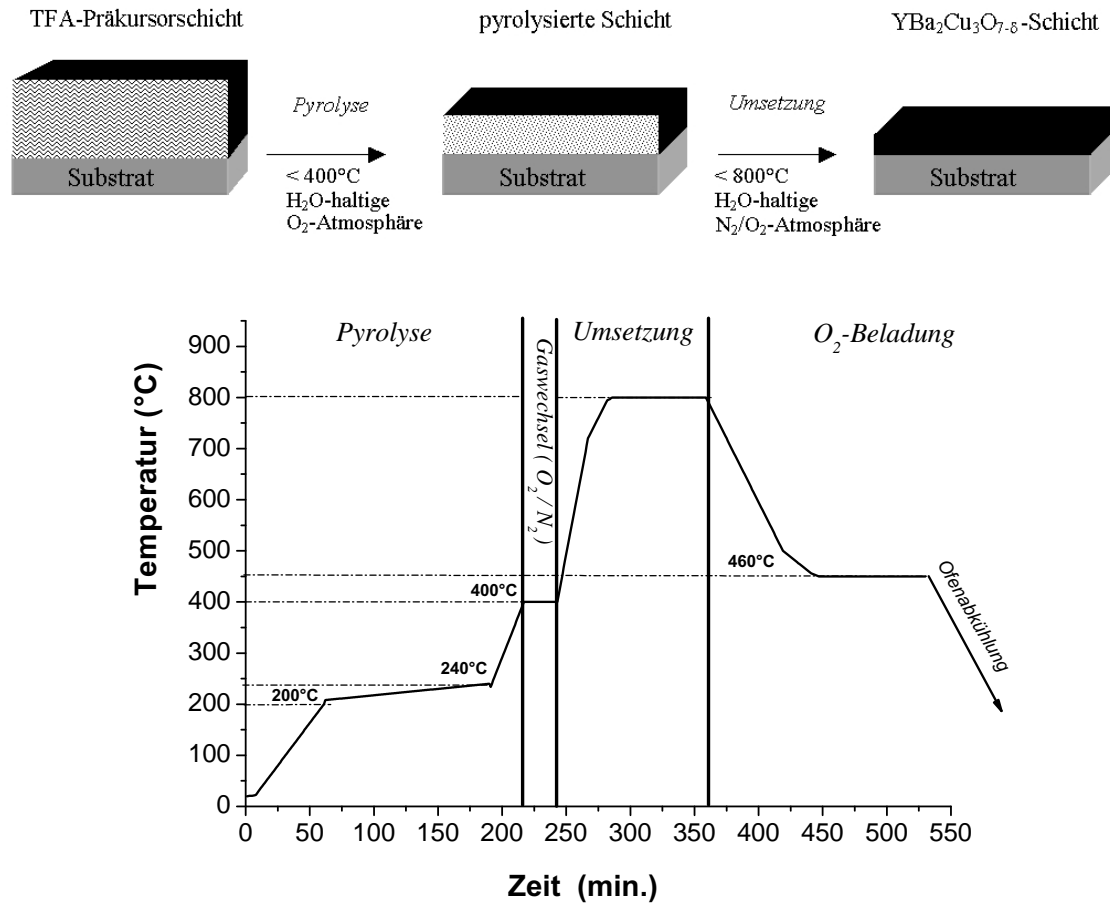 TFA-Präkursorschicht
pyrolysierte Schicht
YBa₂Cu₃O₇₋δ-Schicht
Pyrolyse
Umsetzung
Substrat
< 400°C
H₂O-haltige
O₂-Atmosphäre
Substrat
< 800°C
H₂O-haltige
N₂/O₂-Atmosphäre
Substrat
Pyrolyse
Gaswechsel ( O₂ / N₂ )
Umsetzung
O₂-Beladung
Temperatur (°C)
900
800
700
600
500
400
300
200
100
0
460°C
400°C
240°C
200°C
Ofenabkühlung
0
50
100
150
200
250
300
350
400
450
500
550
Zeit (min.)